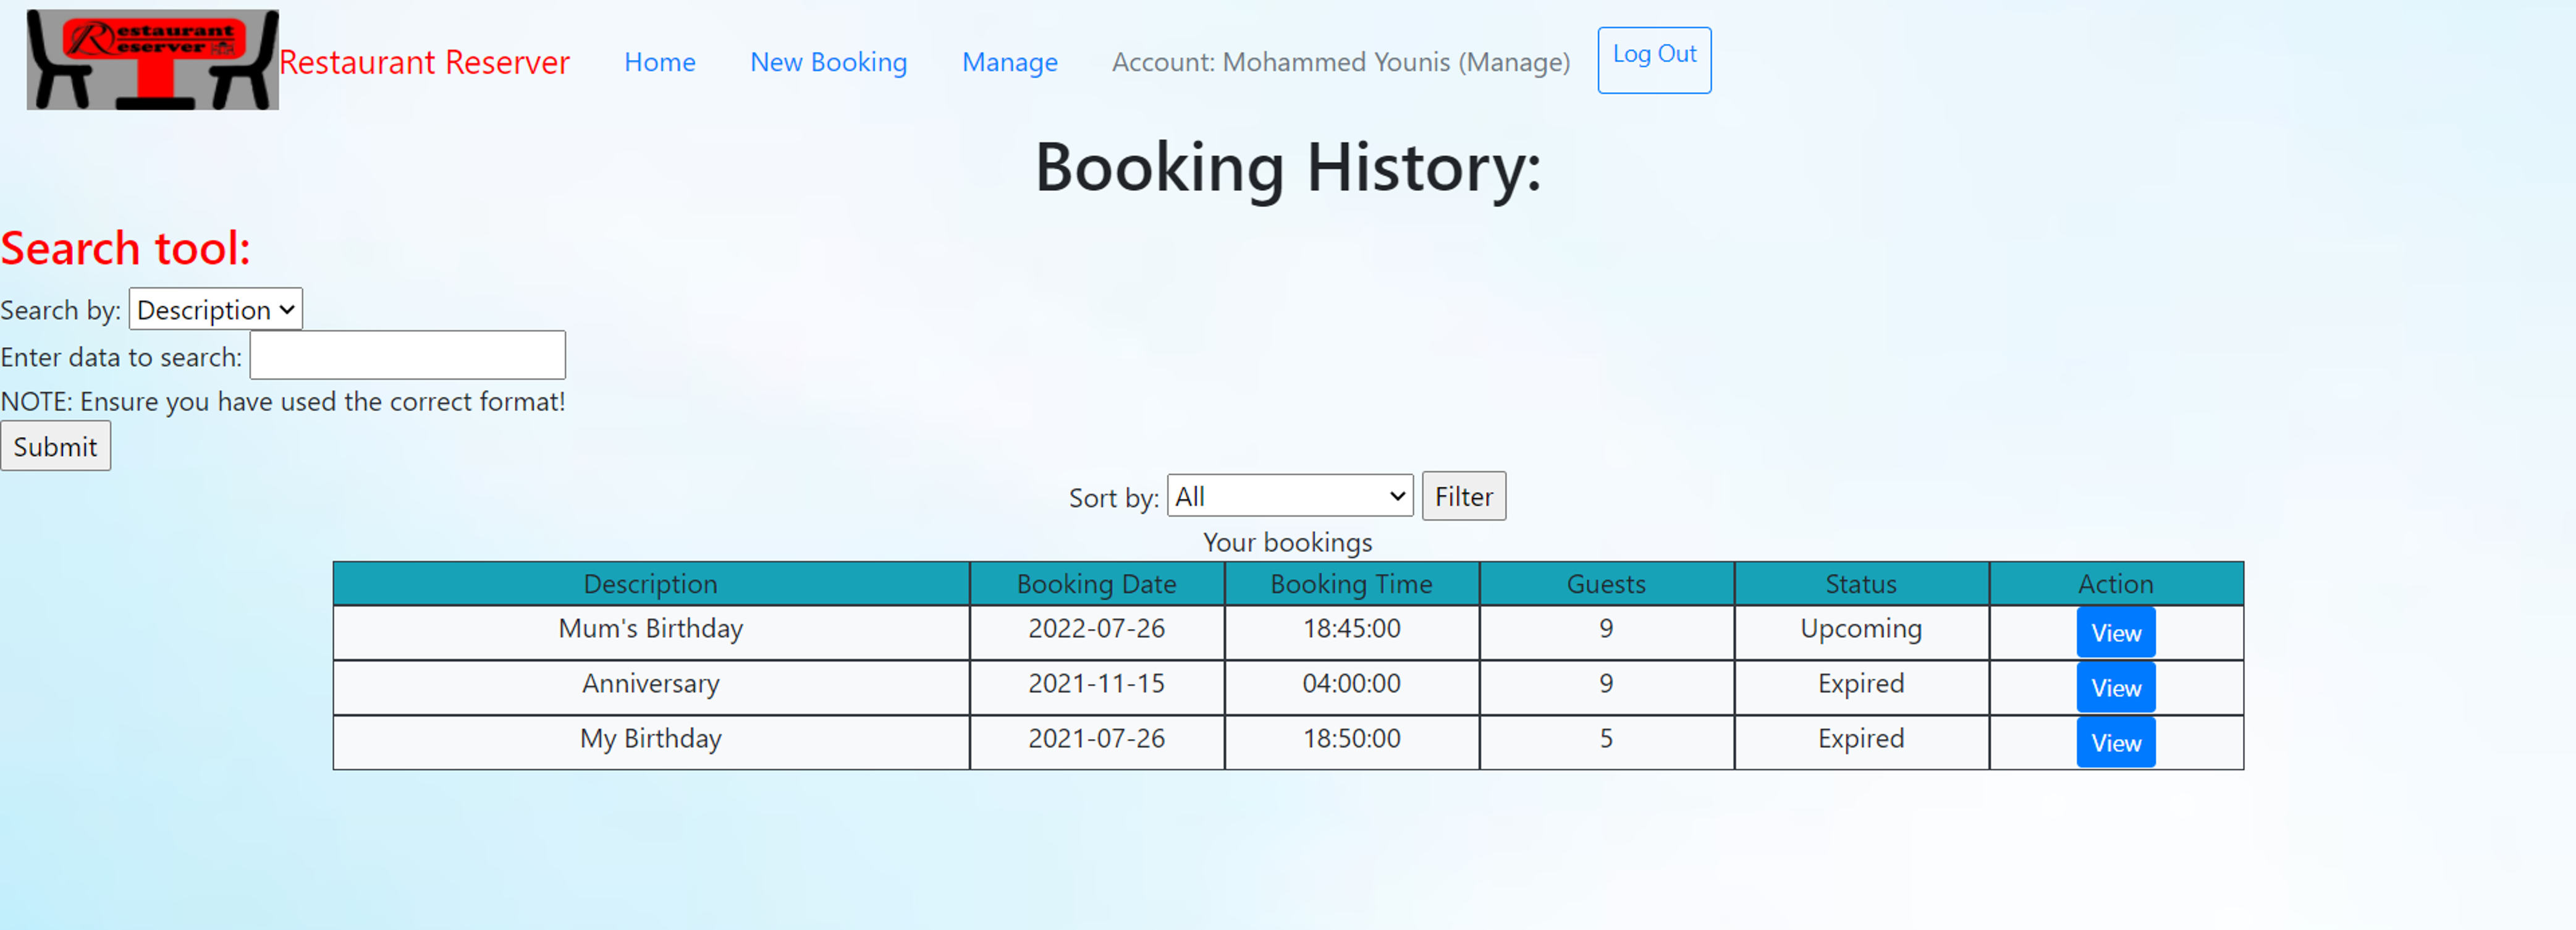 Restaurant
Reserver
Restaurant Reserver Home New Booking Manage Account: Mohammed Younis (Manage) Log Out
Booking History:
Search tool:
Search by: Description
Enter data to search:
NOTE: Ensure you have used the correct format!
Submit
Sort by: All Filter
Your bookings
Description Booking Date Booking Time Guests Status Action
Mum's Birthday 2022-07-26 18:45:00 9 Upcoming View
Anniversary 2021-11-15 04:00:00 9 Expired View
My Birthday 2021-07-26 18:50:00 5 Expired View